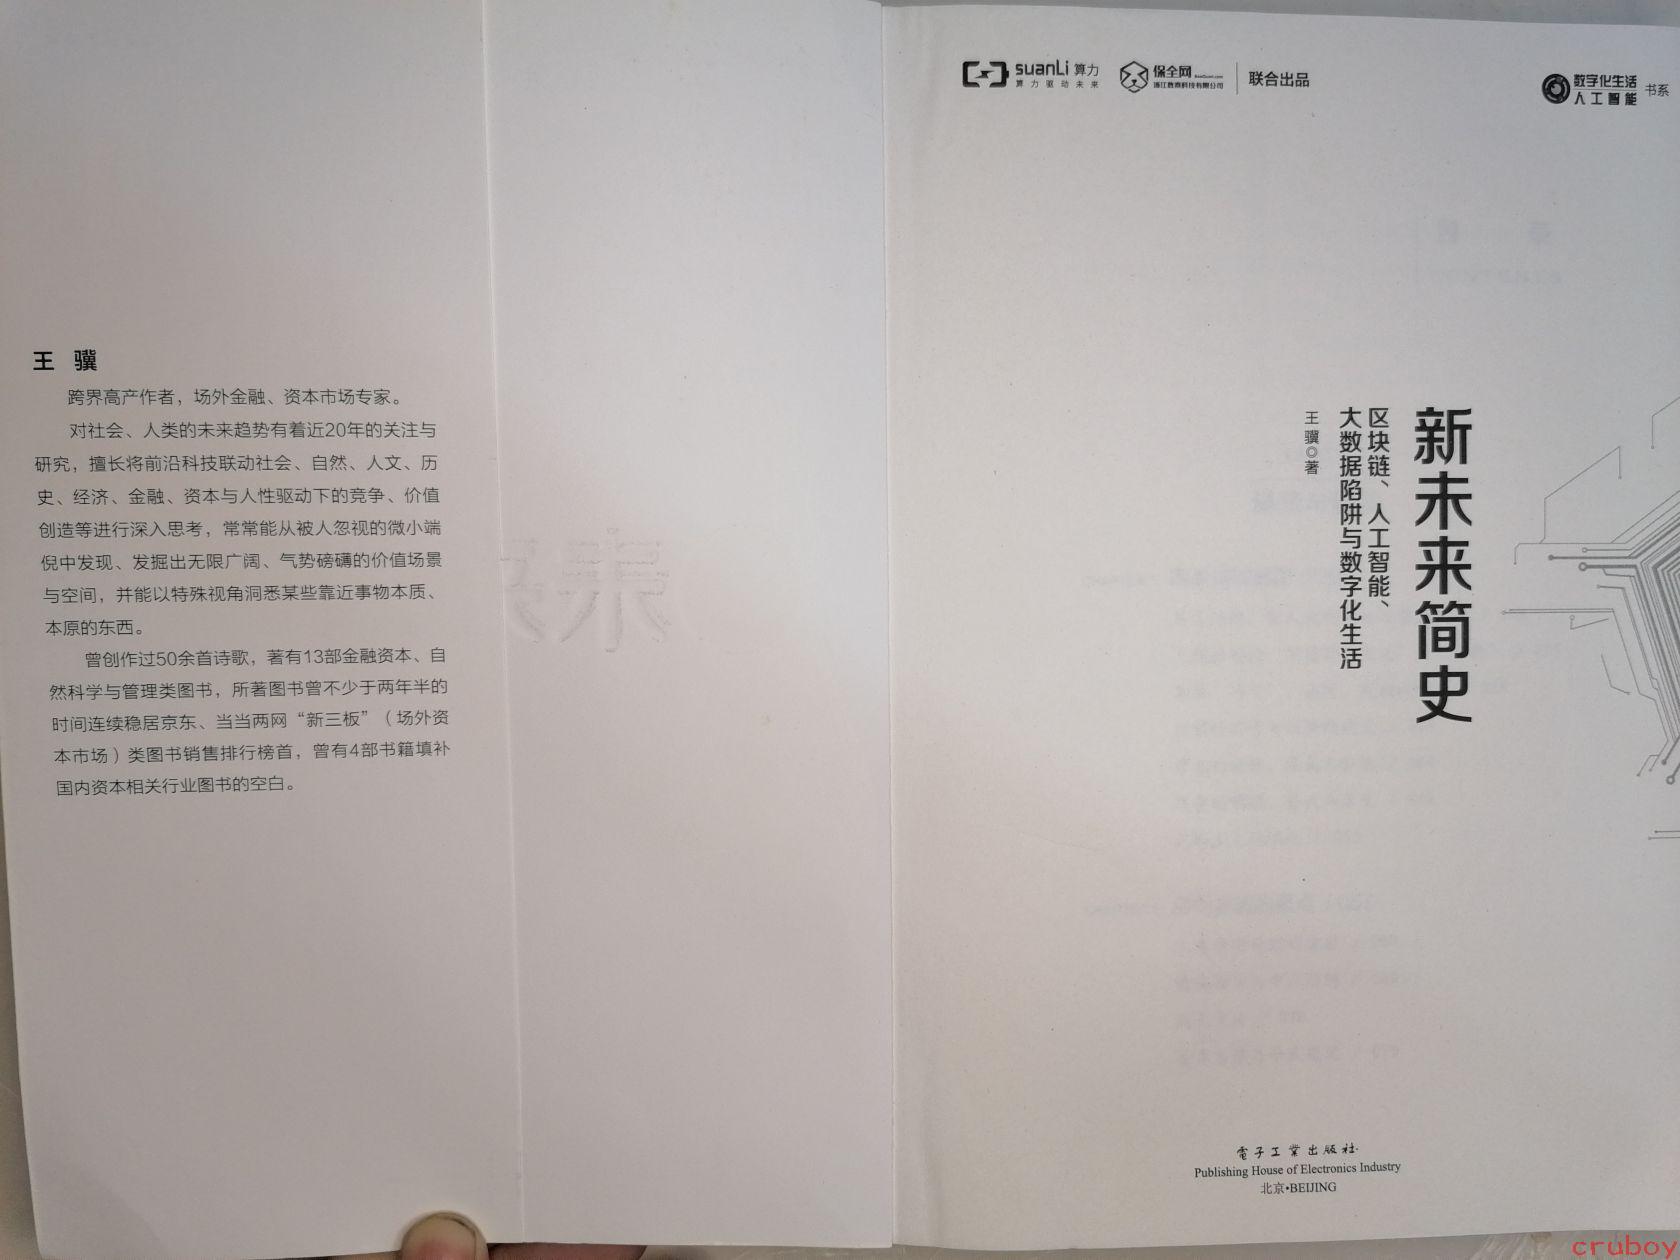 王 骥
跨界高产作者，场外金融、资本市场专家。
对社会、人类的未来趋势有着近20年的关注与
研究，擅长将前沿科技联动社会、自然、人文、历
史、经济、金融、资本与人性驱动下的竞争、价值
创造等进行深入思考，常常能从被人忽视的微小端
倪中发现、发掘出无限广阔、气势磅礴的价值场景
与空间，并能以特殊视角洞悉某些靠近事物本质、
本原的东西。
曾创作过50余首诗歌，著有13部金融资本、自
然科学与管理类图书，所著图书曾不少于两年半的
时间连续稳居京东、当当两网“新三板”（场外资
本市场）类图书销售排行榜首，曾有4部书籍填补
国内资本相关行业图书的空白。
suanLi 算力
算力驱动未来
保全网 BaoQuan.com
浙江数秦科技有限公司
联合出品
数字化生活
人工智能
书系
新未来简史
区块链、人工智能、
大数据陷阱与数字化生活
王骥◎著
電子工業出版社
Publishing House of Electronics Industry
北京•BEIJING
cruboy